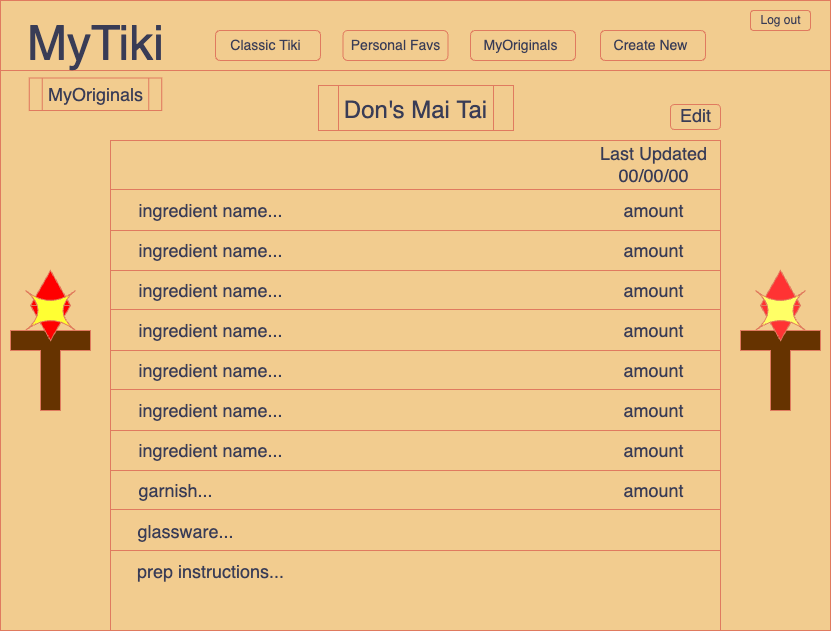 Log out
MyTiki
Classic Tiki
Personal Favs
MyOriginals
Create New
MyOriginals
Don's Mai Tai
Edit
Last Updated
00/00/00
ingredient name... amount
ingredient name... amount
ingredient name... amount
ingredient name... amount
ingredient name... amount
ingredient name... amount
ingredient name... amount
garnish... amount
glassware...
prep instructions...